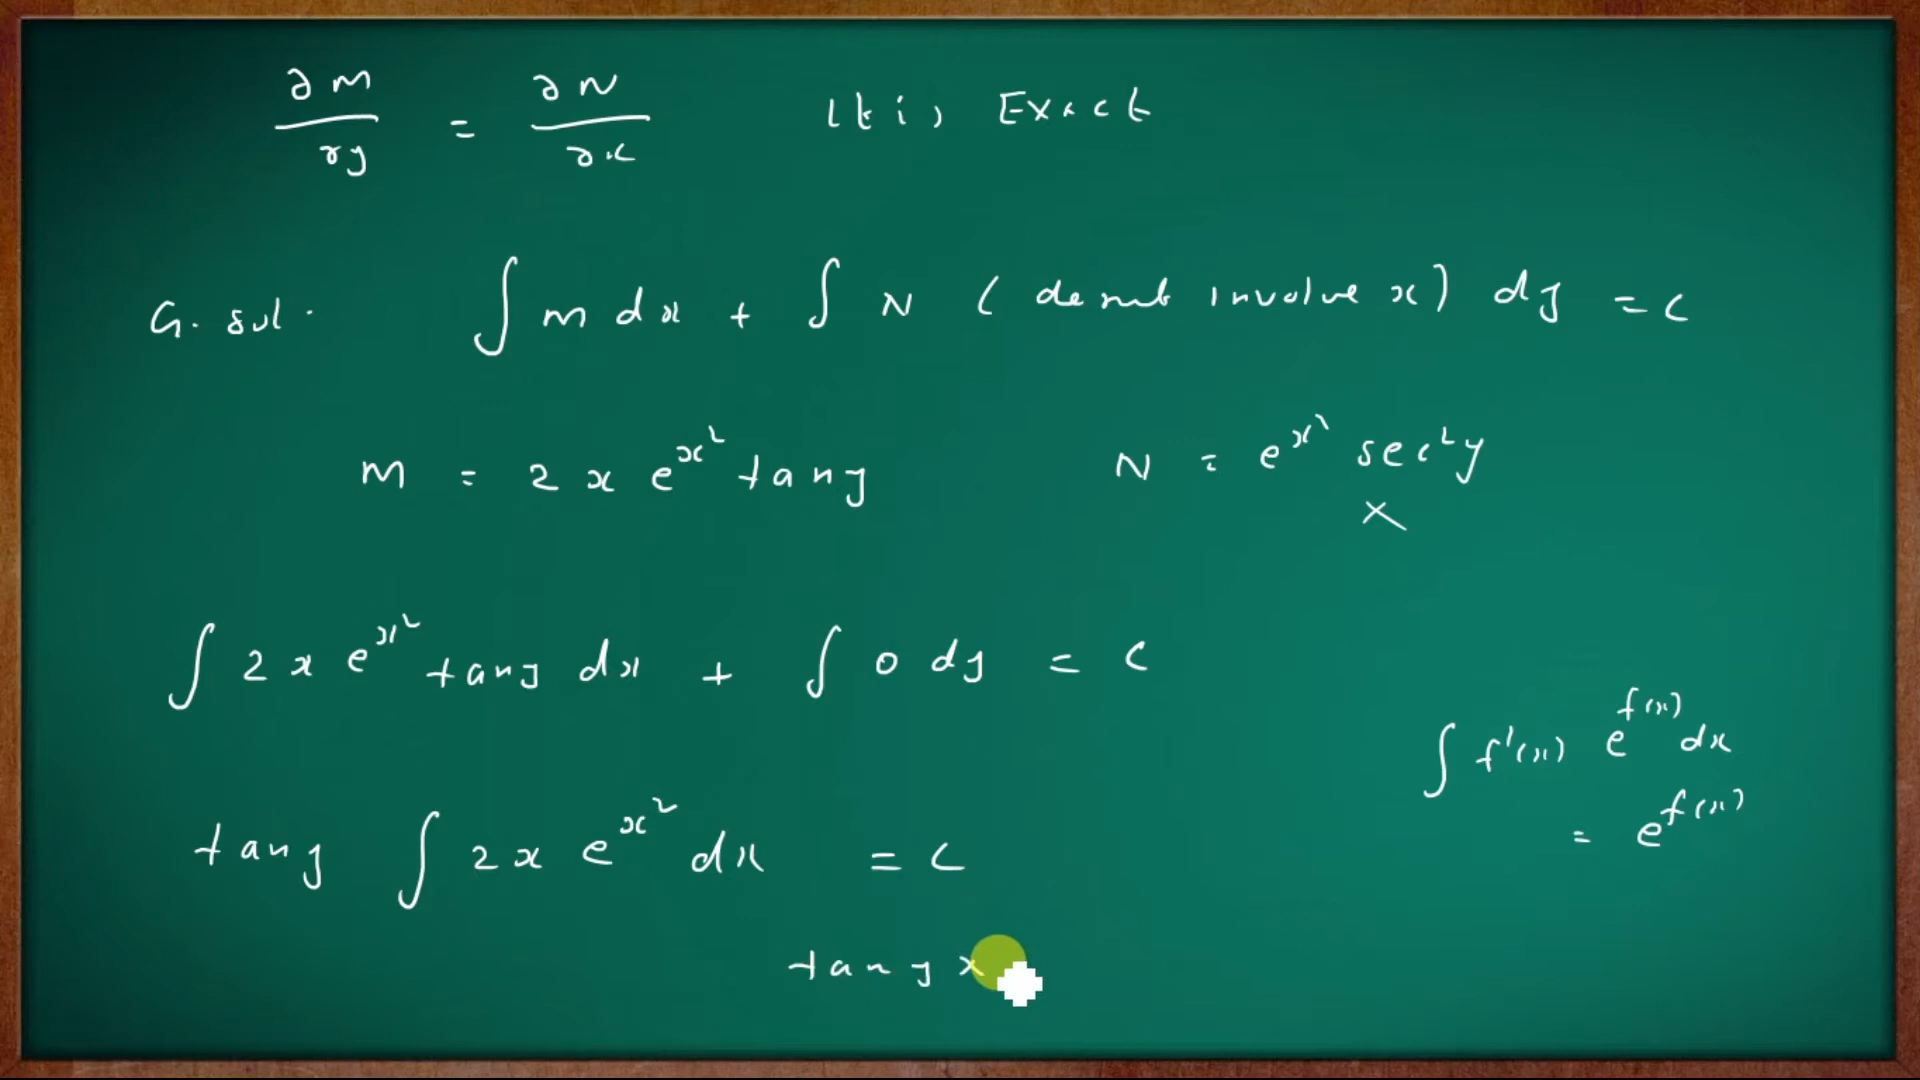 ∂M/∂y = ∂N/∂x It is Exact
G. sol. ∫ M dx + ∫ N ( involve x) dy = c
M = 2x e^{x²} tan y N = e^{x²} sec²y
×
∫ 2x e^{x²} tan y dx + ∫ 0 dy = c
∫ f'(x) e^{f(x)} dx
= e^{f(x)}
tan y ∫ 2x e^{x²} dx = c
tan y ×